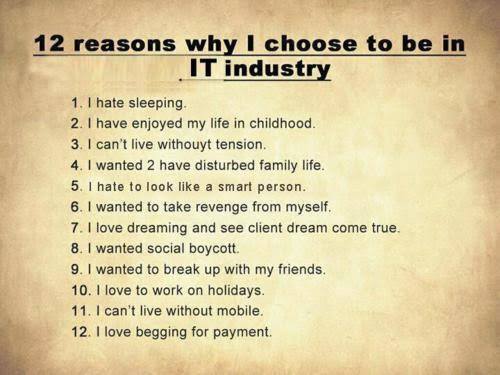 12 reasons why I choose to be in
. IT industry
1. I hate sleeping.
2. I have enjoyed my life in childhood.
3. I can't live withouyt tension.
4. I wanted 2 have disturbed family life.
5. I hate to look like a smart person.
6. I wanted to take revenge from myself.
7. I love dreaming and see client dream come true.
8. I wanted social boycott.
9. I wanted to break up with my friends.
10. I love to work on holidays.
11. I can't live without mobile.
12. I love begging for payment.